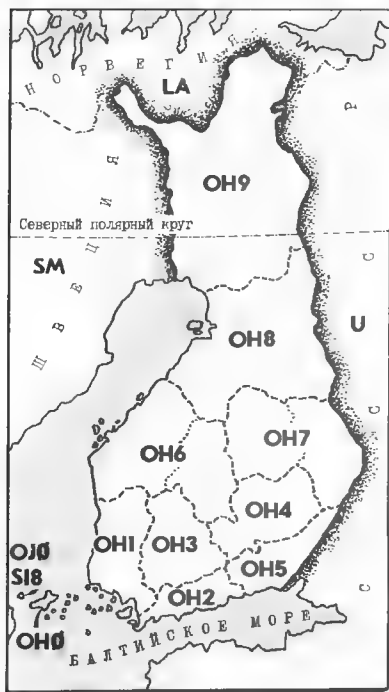 НОРВЕГИЯ
LA
ШВЕЦИЯ
СССР
OH9
Северный полярный круг
SM
U
OH8
OH6
OH7
OH4
OJØ
SI8
OH1
OH3
OH5
OH2
OHØ
БАЛТИЙСКОЕ МОРЕ